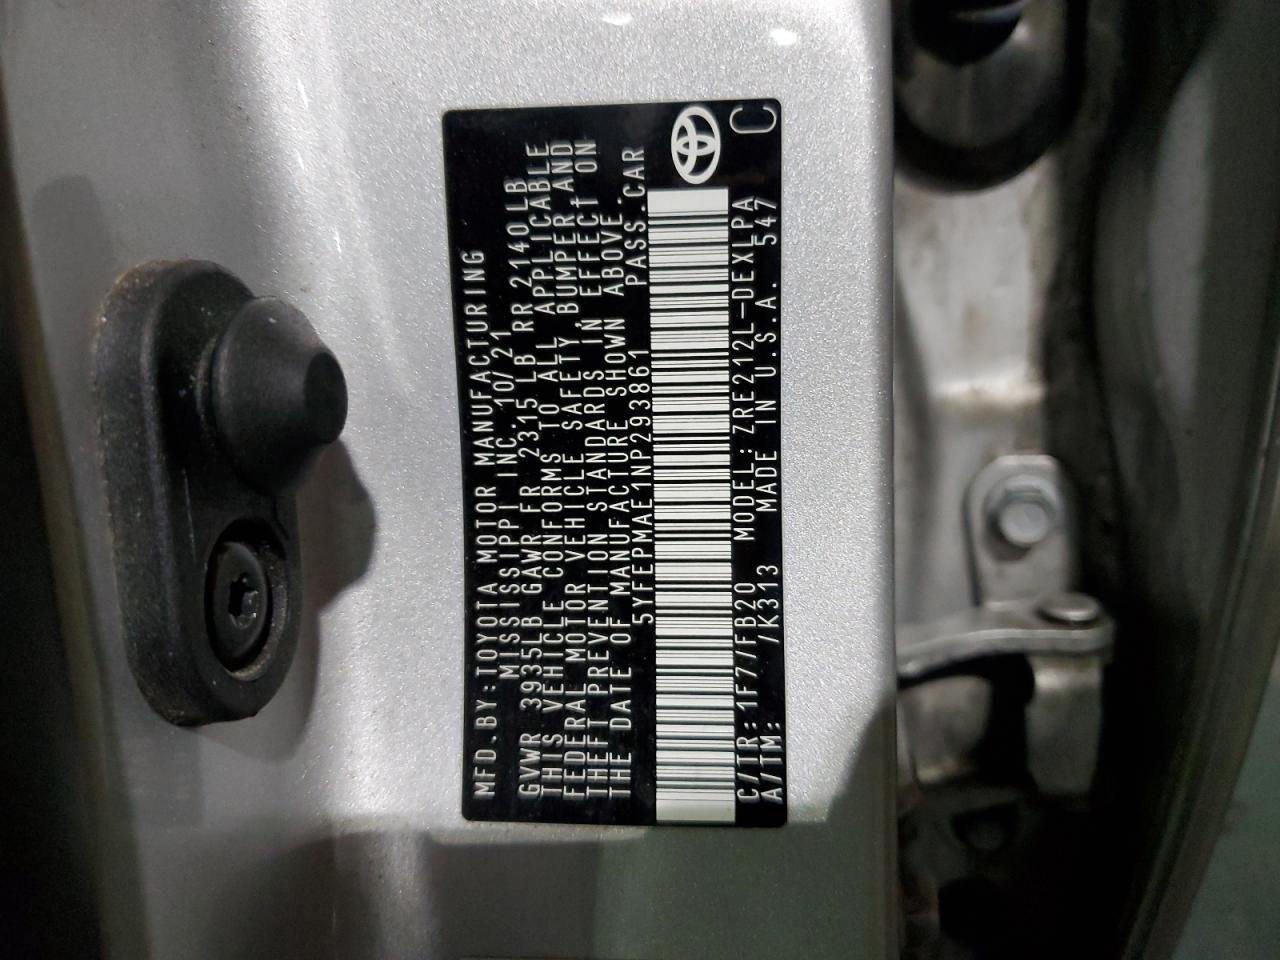 MFD.BY:TOYOTA MOTOR MANUFACTURING
MISSISSIPPI INC.10/21
GVWR 3935LB GAWR FR 2315 LB RR 2140LB
THIS VEHICLE CONFORMS TO ALL APPLICABLE
FEDERAL MOTOR VEHICLE SAFETY, BUMPER AND
THEFT PREVENTION STANDARDS IN EFFECT ON
THE DATE OF MANUFACTURE SHOWN ABOVE.
5YFEPMAE1NP293861 PASS.CAR
C/TR: 1F7/FB20 MODEL: ZRE212L-DEXLPA
A/TM: /K313 MADE IN U.S.A. 547 C